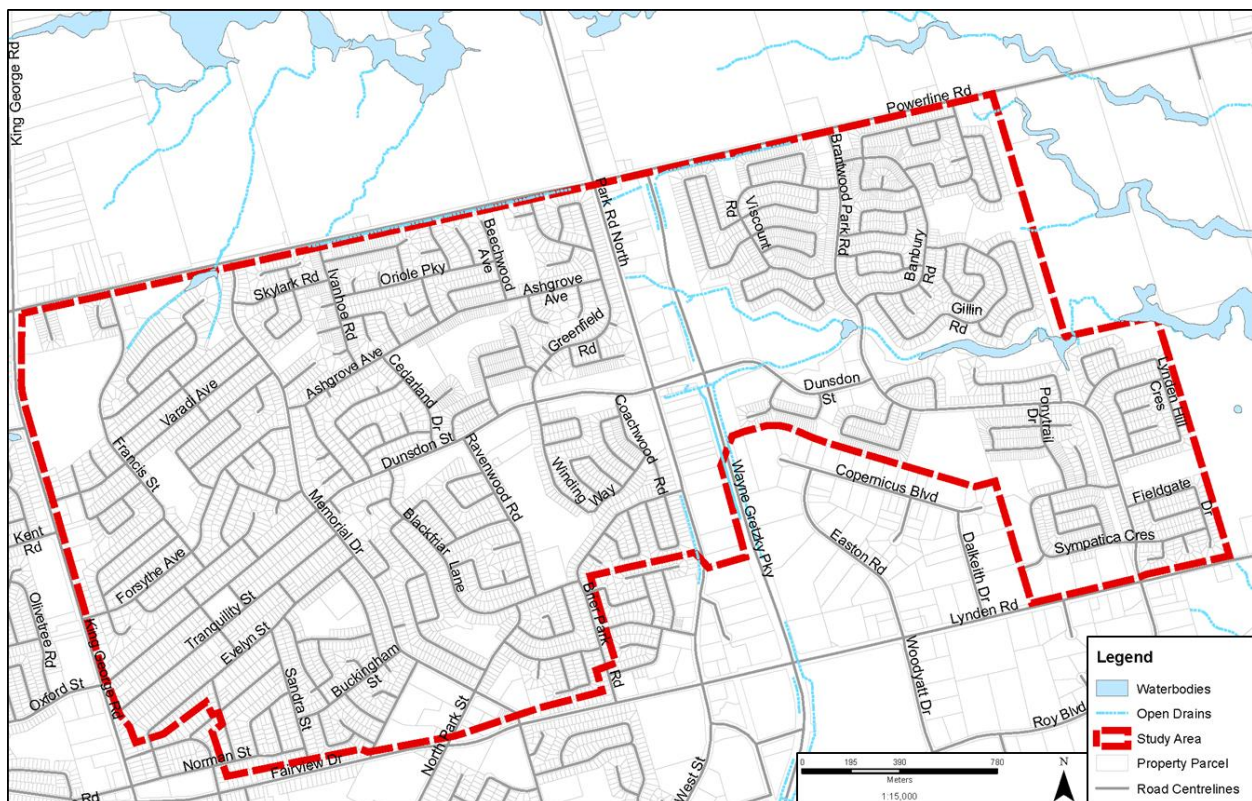 King George Rd
Powerline Rd
Park Rd North
Brantwood Park Rd
Viscount
Rd
Banbury
Rd
Gillin
Rd
Beechwood
Ave
Skylark Rd
Ivanhoe Rd
Oriole Pky
Ashgrove
Ave
Greenfield
Rd
Ashgrove Ave
Cedarland
Dr
Varadi Ave
Dunsdon
St
Ponytrail
Dr
Lynden Hill
Cres
Coachwood
Rd
Francis St
Dunsdon St
Ravenwood Rd
Winding
Way
Wayne Gretzky Pky
Copernicus Blvd
Fieldgate
Dr
Memorial Dr
Blackfriar
Lane
Easton Rd
Dalkeith Dr
Sympatica Cres
Kent
Rd
Forsythe Ave
Olivetree Rd
Tranquility St
Evelyn St
Brier Park
Rd
Lynden Rd
King George Rd
Oxford St
Sandra St
Buckingham
St
Woodyatt Dr
Roy Blvd
Norman St
Fairview Dr
North Park St
West St
Rd
Legend
Waterbodies
Open Drains
Study Area
Property Parcel
Road Centrelines
0 195 390 780
Meters
1:15,000
N